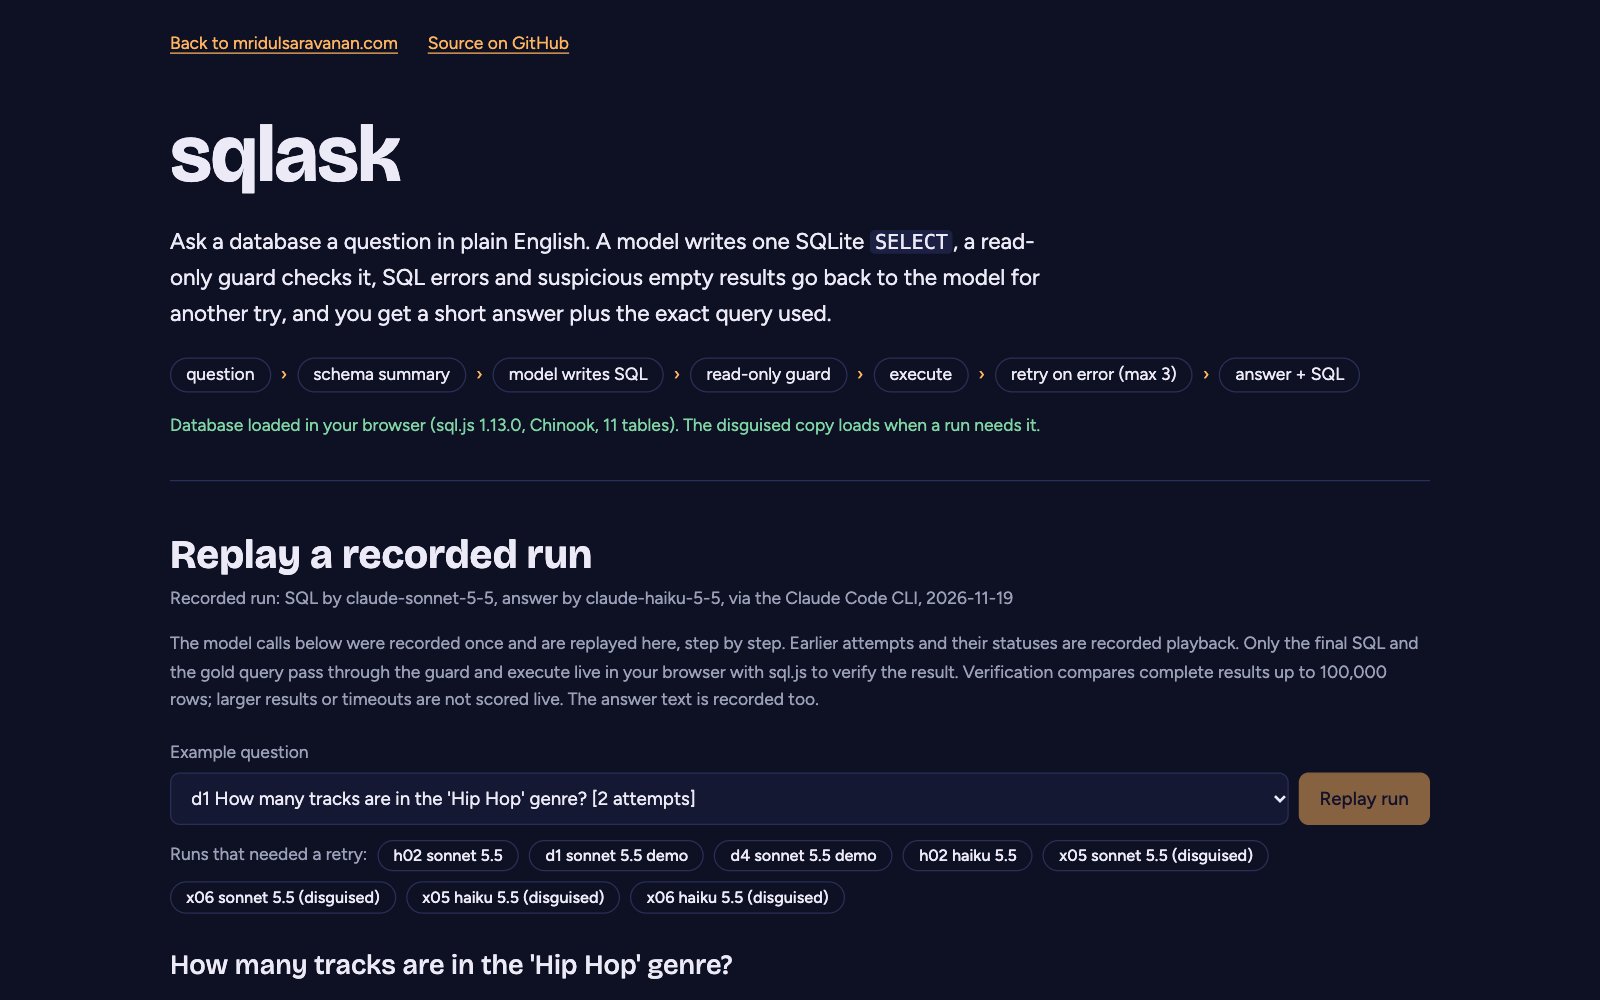 Back to mridulsaravanan.com Source on GitHub
sqlask
Ask a database a question in plain English. A model writes one SQLite SELECT, a read-
only guard checks it, SQL errors and suspicious empty results go back to the model for
another try, and you get a short answer plus the exact query used.
question › schema summary › model writes SQL › read-only guard › execute › retry on error (max 3) › answer + SQL
Database loaded in your browser (sql.js 1.13.0, Chinook, 11 tables). The disguised copy loads when a run needs it.
Replay a recorded run
Recorded run: SQL by claude-sonnet-5-5, answer by claude-haiku-5-5, via the Claude Code CLI, 2026-11-19
The model calls below were recorded once and are replayed here, step by step. Earlier attempts and their statuses are recorded playback. Only the final SQL and
the gold query pass through the guard and execute live in your browser with sql.js to verify the result. Verification compares complete results up to 100,000
rows; larger results or timeouts are not scored live. The answer text is recorded too.
Example question
d1 How many tracks are in the 'Hip Hop' genre? [2 attempts] Replay run
Runs that needed a retry: h02 sonnet 5.5 d1 sonnet 5.5 demo d4 sonnet 5.5 demo h02 haiku 5.5 x05 sonnet 5.5 (disguised)
x06 sonnet 5.5 (disguised) x05 haiku 5.5 (disguised) x06 haiku 5.5 (disguised)
How many tracks are in the 'Hip Hop' genre?